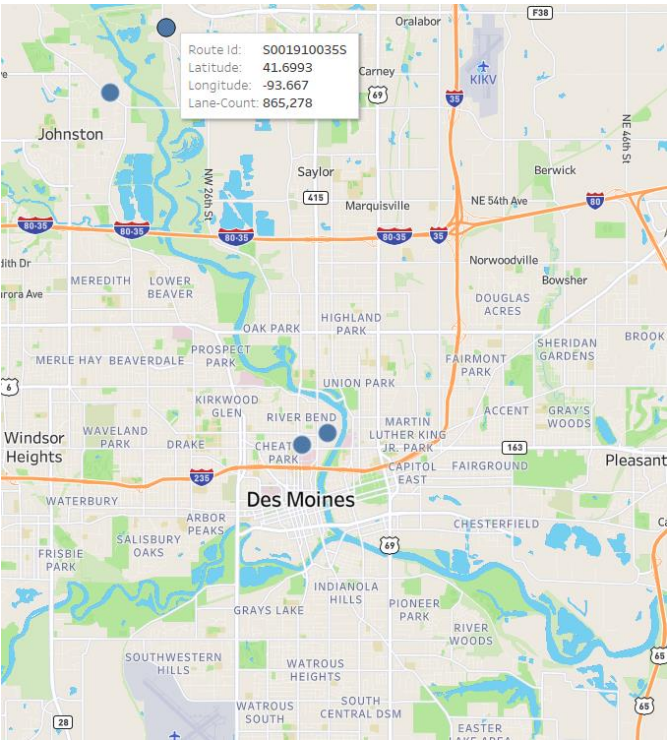 Oralabor
F38
Route Id: S001910035S
Latitude: 41.6993
Longitude: -93.667
Lane-Count: 865,278
Carney
KIKV
69
35
Johnston
NE 46th St
NW 26th St
Saylor
Berwick
415
Marquisville
NE 54th Ave
80
80-35
80-35
80-35
80-35
35
dith Dr
Norwoodville
Bowsher
MEREDITH
LOWER
BEAVER
urora Ave
DOUGLAS
ACRES
HIGHLAND
PARK
OAK PARK
BROOK
SHERIDAN
GARDENS
PROSPECT
PARK
MERLE HAY
BEAVERDALE
FAIRMONT
PARK
UNION PARK
6
KIRKWOOD
GLEN
RIVER BEND
ACCENT
GRAY'S
WOODS
MARTIN
LUTHER KING
JR. PARK
WAVELAND
PARK
DRAKE
CHEAT
PARK
Windsor
Heights
163
Pleasant
CAPITOL
EAST
FAIRGROUND
235
WATERBURY
Des Moines
ARBOR
PEAKS
CHESTERFIELD
SALISBURY
OAKS
69
FRISBIE
PARK
INDIANOLA
HILLS
GRAYS LAKE
PIONEER
PARK
RIVER
WOODS
SOUTHWESTERN
HILLS
WATROUS
HEIGHTS
65
WATROUS
SOUTH
SOUTH
CENTRAL DSM
65
28
EASTER
LAKE AREA